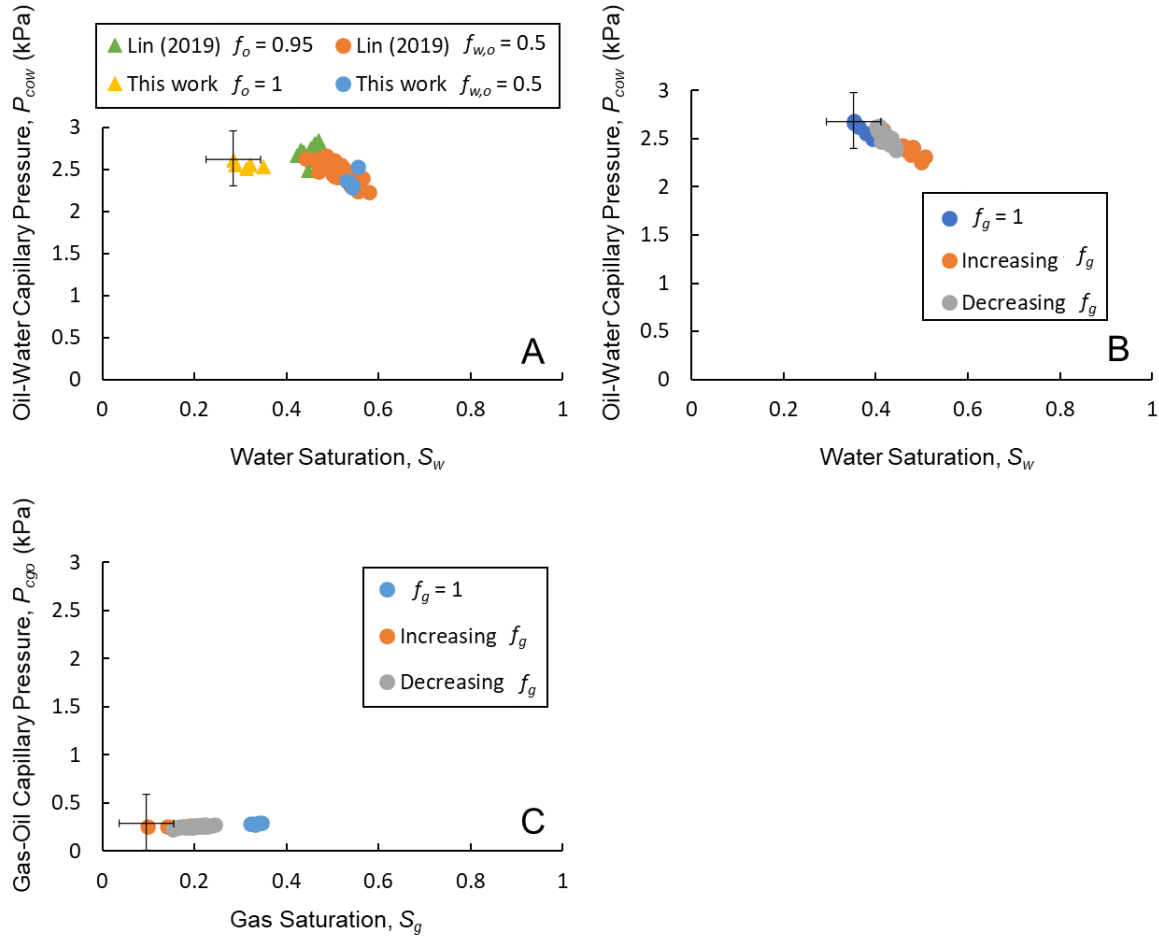 Oil-Water Capillary Pressure, Pcow (kPa)
Lin (2019) fo = 0.95
Lin (2019) fw,o = 0.5
This work fo = 1
This work fw,o = 0.5
3
2.5
2
1.5
1
0.5
0
A
0 0.2 0.4 0.6 0.8 1
Water Saturation, Sw
Oil-Water Capillary Pressure, Pcow (kPa)
3
2.5
2
1.5
1
0.5
0
fg = 1
Increasing fg
Decreasing fg
B
0 0.2 0.4 0.6 0.8 1
Water Saturation, Sw
Gas-Oil Capillary Pressure, Pcgo (kPa)
3
2.5
2
1.5
1
0.5
0
fg = 1
Increasing fg
Decreasing fg
C
0 0.2 0.4 0.6 0.8 1
Gas Saturation, Sg